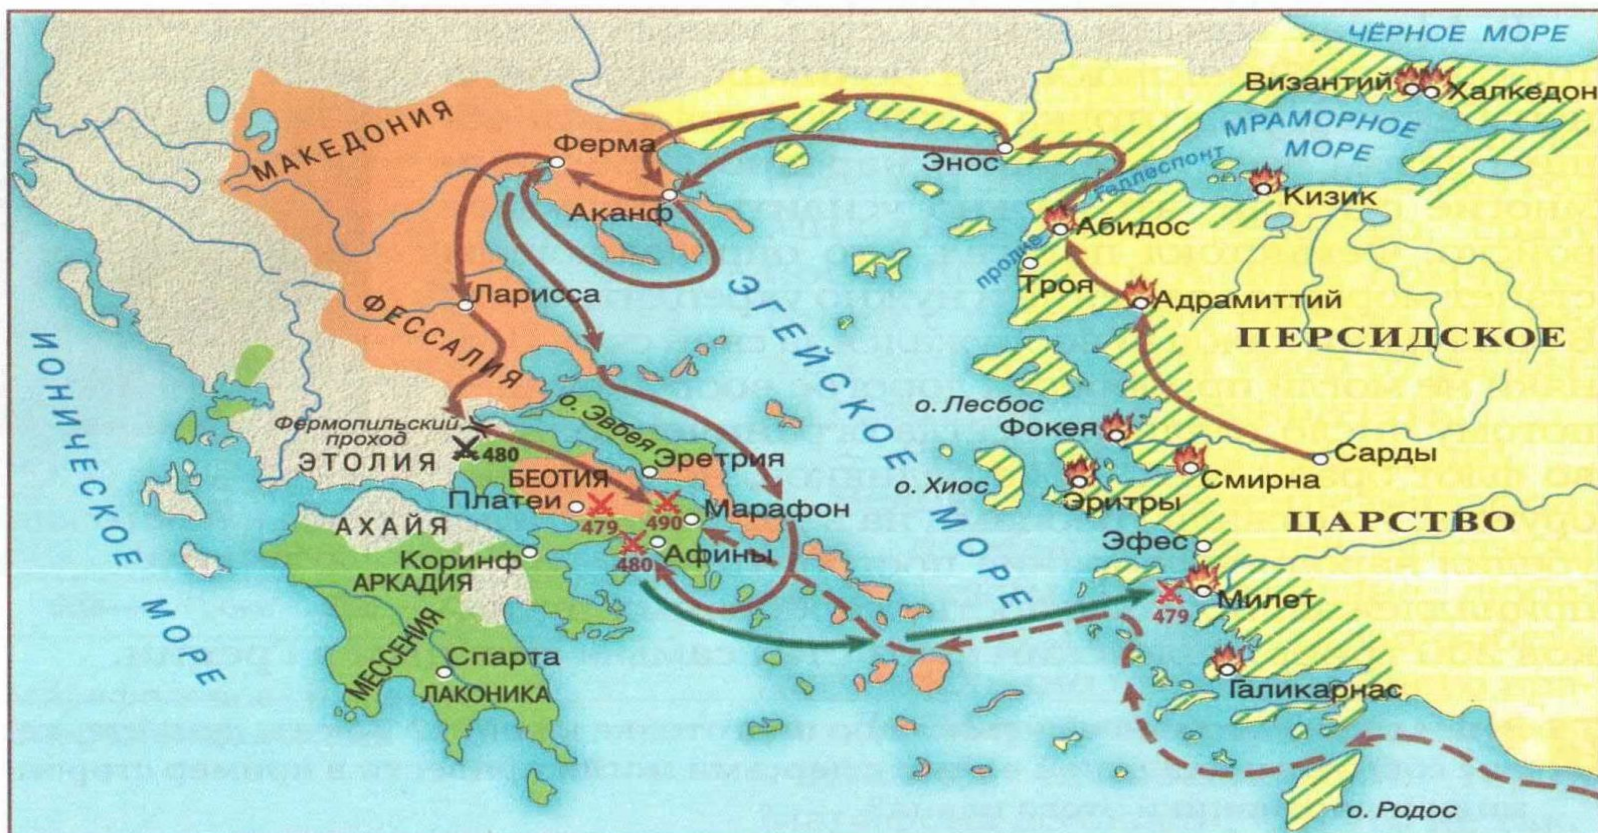 ЧЁРНОЕ МОРЕ
Византий
Халкедон
МРАМОРНОЕ
МОРЕ
МАКЕДОНИЯ
Ферма
Энос
Геллеспонт
Кизик
Аканф
Абидос
пролив
Троя
Ларисса
Адрамиттий
ФЕССАЛИЯ
ЭГЕЙСКОЕ МОРЕ
ПЕРСИДСКОЕ
ЦАРСТВО
ИОНИЧЕСКОЕ МОРЕ
о. Лесбос
Фокея
Фермопильский
проход
480
о. Эвбея
ЭТОЛИЯ
Эретрия
Сарды
БЕОТИЯ
Смирна
о. Хиос
Эритры
Платеи
479
490
Марафон
АХАЙЯ
Коринф
Афины
480
Эфес
АРКАДИЯ
Милет
479
МЕССЕНИЯ
Спарта
ЛАКОНИКА
Галикарнас
о. Родос